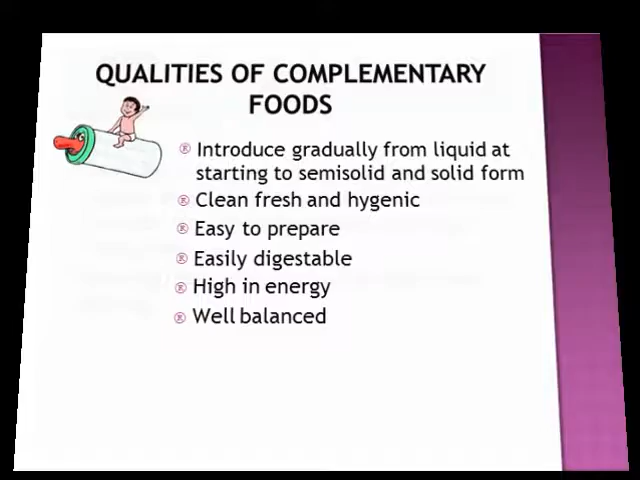 QUALITIES OF COMPLEMENTARY
FOODS
Introduce gradually from liquid at
starting to semisolid and solid form
Clean fresh and hygenic
Easy to prepare
Easily digestable
High in energy
Well balanced